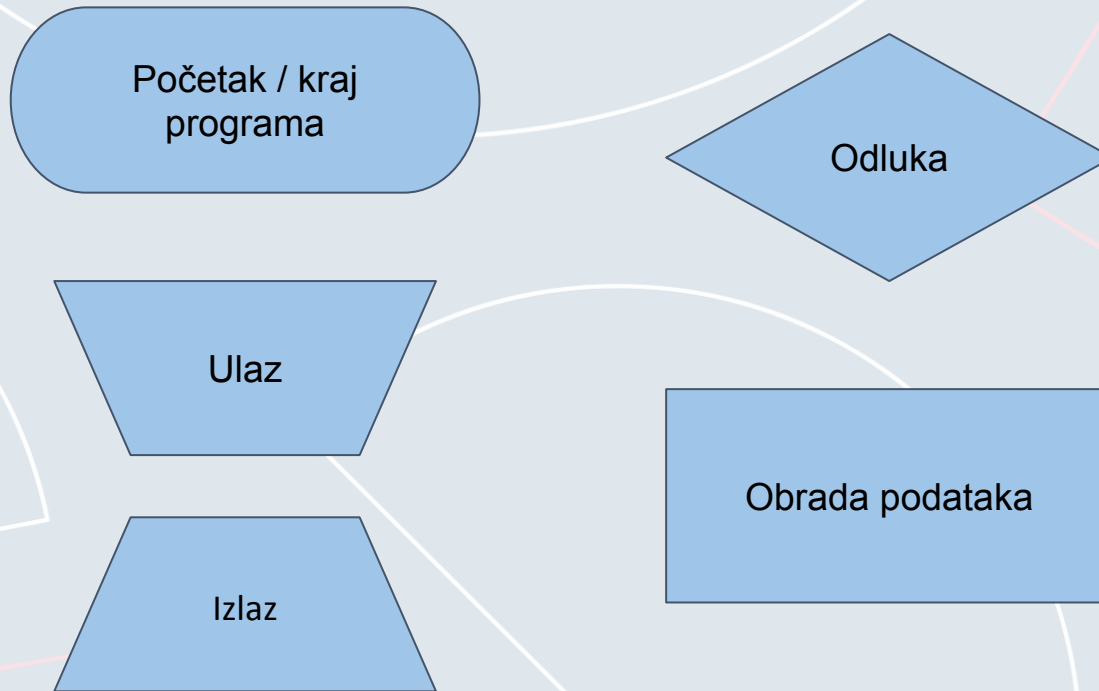 Početak / kraj
programa
Odluka
Ulaz
Obrada podataka
Izlaz